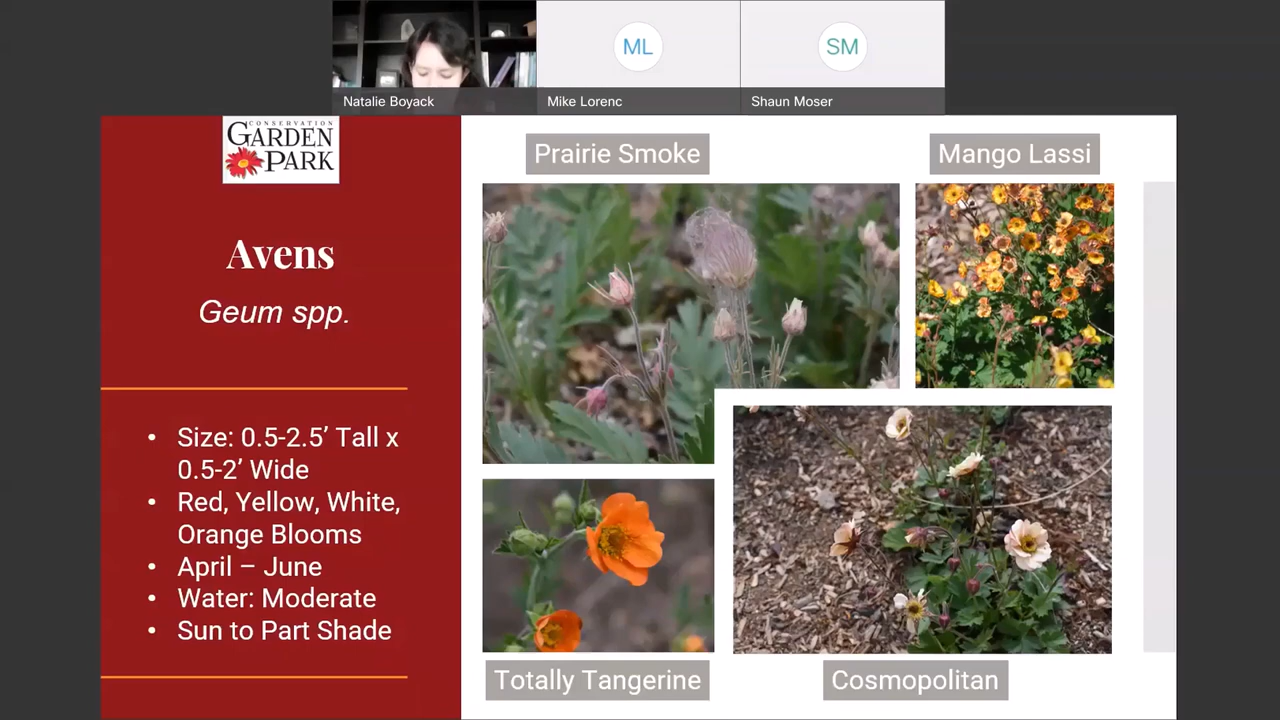 Natalie Boyack
ML
Mike Lorenc
SM
Shaun Moser
CONSERVATION
GARDEN
PARK
Avens
Geum spp.
• Size: 0.5-2.5’ Tall x
0.5-2’ Wide
• Red, Yellow, White,
Orange Blooms
• April – June
• Water: Moderate
• Sun to Part Shade
Prairie Smoke
Mango Lassi
Totally Tangerine
Cosmopolitan